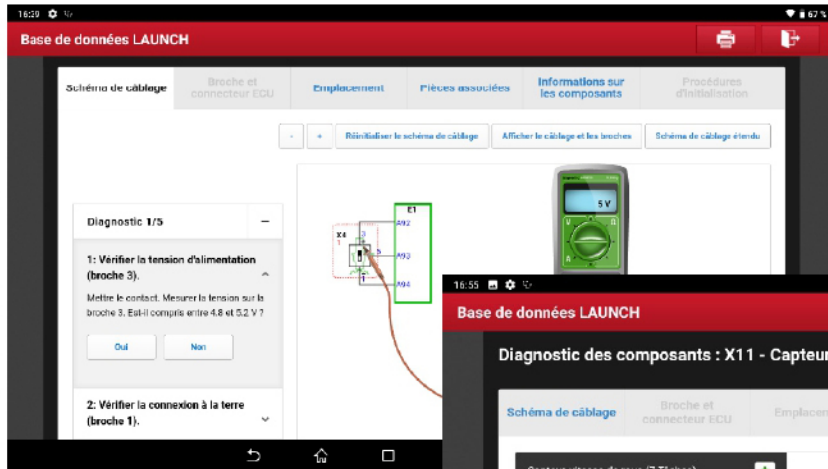 16:29
67 %
Base de données LAUNCH
Schéma de câblage
Broche et
connecteur ECU
Emplacement
Pièces associées
Informations sur
les composants
Procédures
d'initialisation
-
+
Réinitialiser le schéma de câblage
Afficher le câblage et les broches
Schéma de câblage étendu
Diagnostic 1/5
1: Vérifier la tension d'alimentation
(broche 3).
Mettre le contact. Mesurer la tension sur la
broche 3. Est-il compris entre 4.8 et 5.2 V ?
Oui
Non
2: Vérifier la connexion à la terre
(broche 1).
E1
A92
X4
1
3
5
A93
1
A94
5 V
V
A
16:55
Base de données LAUNCH
Diagnostic des composants : X11 - Capteur
Schéma de câblage
Broche et
connecteur ECU
Emplacem